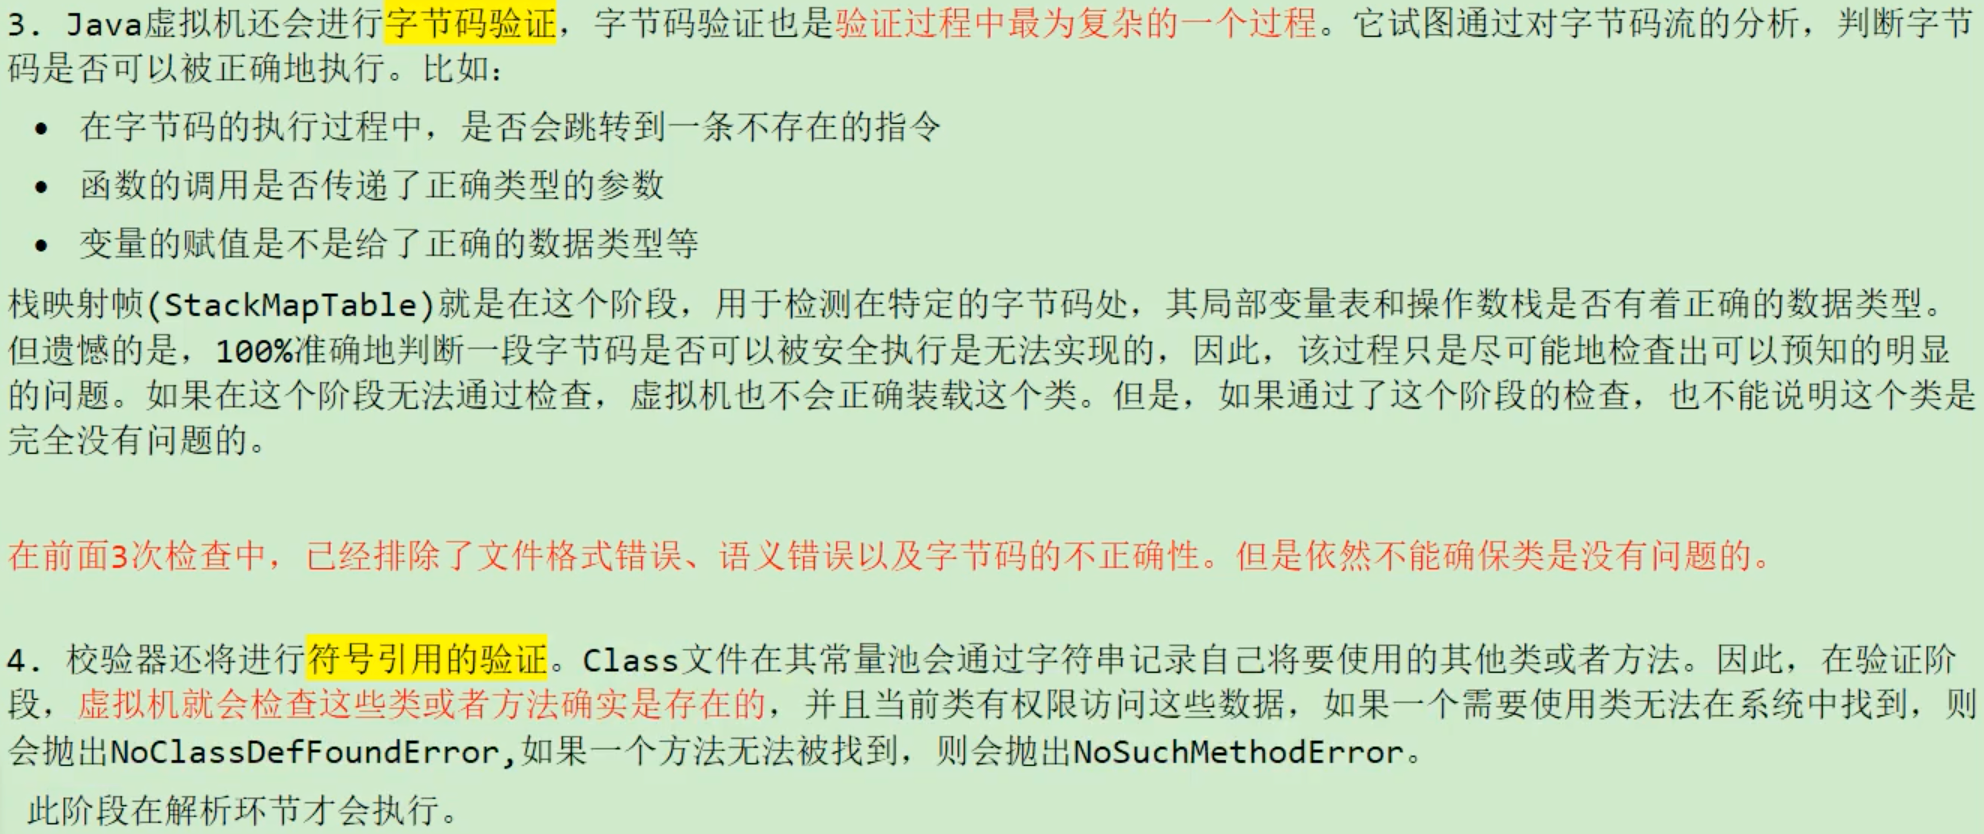 3. Java虚拟机还会进行字节码验证，字节码验证也是验证过程中最为复杂的一个过程。它试图通过对字节码流的分析，判断字节
码是否可以被正确地执行。比如：
• 在字节码的执行过程中，是否会跳转到一条不存在的指令
• 函数的调用是否传递了正确类型的参数
• 变量的赋值是不是给了正确的数据类型等
栈映射帧(StackMapTable)就是在这个阶段，用于检测在特定的字节码处，其局部变量表和操作数栈是否有着正确的数据类型。
但遗憾的是，100%准确地判断一段字节码是否可以被安全执行是无法实现的，因此，该过程只是尽可能地检查出可以预知的明显
的问题。如果在这个阶段无法通过检查，虚拟机也不会正确装载这个类。但是，如果通过了这个阶段的检查，也不能说明这个类是
完全没有问题的。
在前面3次检查中，已经排除了文件格式错误、语义错误以及字节码的不正确性。但是依然不能确保类是没有问题的。
4. 校验器还将进行符号引用的验证。Class文件在其常量池会通过字符串记录自己将要使用的其他类或者方法。因此，在验证阶
段，虚拟机就会检查这些类或者方法确实是存在的，并且当前类有权限访问这些数据，如果一个需要使用类无法在系统中找到，则
会抛出NoClassDefFoundError,如果一个方法无法被找到，则会抛出NoSuchMethodError。
此阶段在解析环节才会执行。